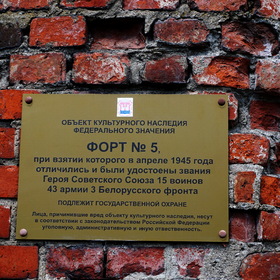 ОБЪЕКТ КУЛЬТУРНОГО НАСЛЕДИЯ
ФЕДЕРАЛЬНОГО ЗНАЧЕНИЯ
ФОРТ № 5,
при взятии которого в апреле 1945 года
отличились и были удостоены звания
Героя Советского Союза 15 воинов
43 армии 3 Белорусского фронта
ПОДЛЕЖИТ ГОСУДАРСТВЕННОЙ ОХРАНЕ
Лица, причинившие вред объекту культурного наследия, несут
в соответствии с законодательством Российской Федерации
уголовную, административную и иную ответственность.